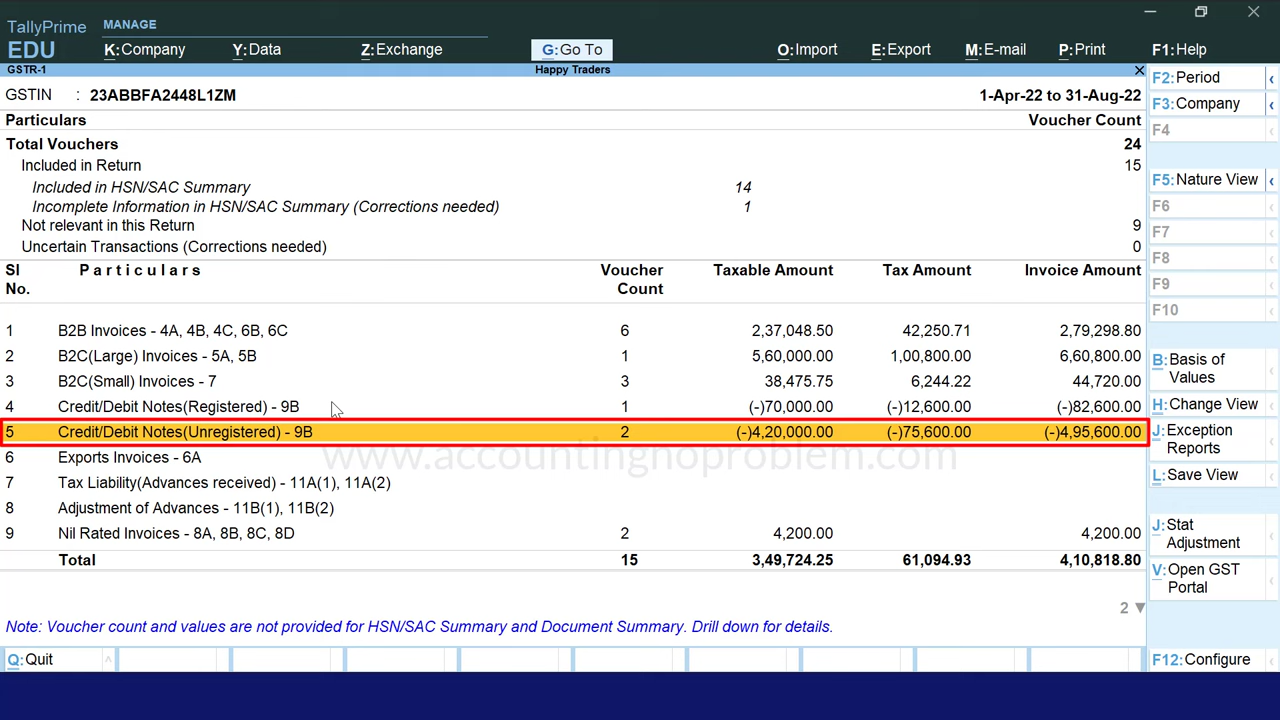 TallyPrime MANAGE
EDU K:Company Y:Data Z:Exchange G:Go To O:Import E:Export M:E-mail P:Print F1:Help
GSTR-1 Happy Traders
GSTIN : 23ABBFA2448L1ZM 1-Apr-22 to 31-Aug-22
Particulars Voucher Count
Total Vouchers 24
Included in Return 15
Included in HSN/SAC Summary 14
Incomplete Information in HSN/SAC Summary (Corrections needed) 1
Not relevant in this Return 9
Uncertain Transactions (Corrections needed) 0
Sl Particulars Voucher Taxable Amount Tax Amount Invoice Amount
No. Count
1 B2B Invoices - 4A, 4B, 4C, 6B, 6C 6 2,37,048.50 42,250.71 2,79,298.80
2 B2C(Large) Invoices - 5A, 5B 1 5,60,000.00 1,00,800.00 6,60,800.00
3 B2C(Small) Invoices - 7 3 38,475.75 6,244.22 44,720.00
4 Credit/Debit Notes(Registered) - 9B 1 (-)70,000.00 (-)12,600.00 (-)82,600.00
5 Credit/Debit Notes(Unregistered) - 9B 2 (-)4,20,000.00 (-)75,600.00 (-)4,95,600.00
www.accountingnoproblem.com
6 Exports Invoices - 6A
7 Tax Liability(Advances received) - 11A(1), 11A(2)
8 Adjustment of Advances - 11B(1), 11B(2)
9 Nil Rated Invoices - 8A, 8B, 8C, 8D 2 4,200.00 4,200.00
Total 15 3,49,724.25 61,094.93 4,10,818.80
2 ▼
Note: Voucher count and values are not provided for HSN/SAC Summary and Document Summary. Drill down for details.
Q:Quit
F2:Period
F3:Company
F4
F5:Nature View
F6
F7
F8
F9
F10
B:Basis of
Values
H:Change View
J:Exception
Reports
L:Save View
J:Stat
Adjustment
V:Open GST
Portal
F12:Configure